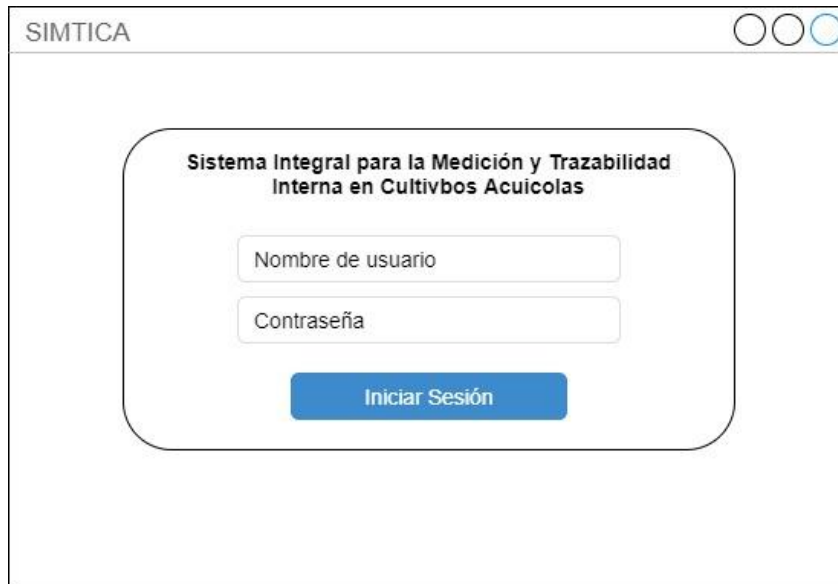 SIMTICA
Sistema Integral para la Medición y Trazabilidad
Interna en Cultivbos Acuicolas
Nombre de usuario
Contraseña
Iniciar Sesión